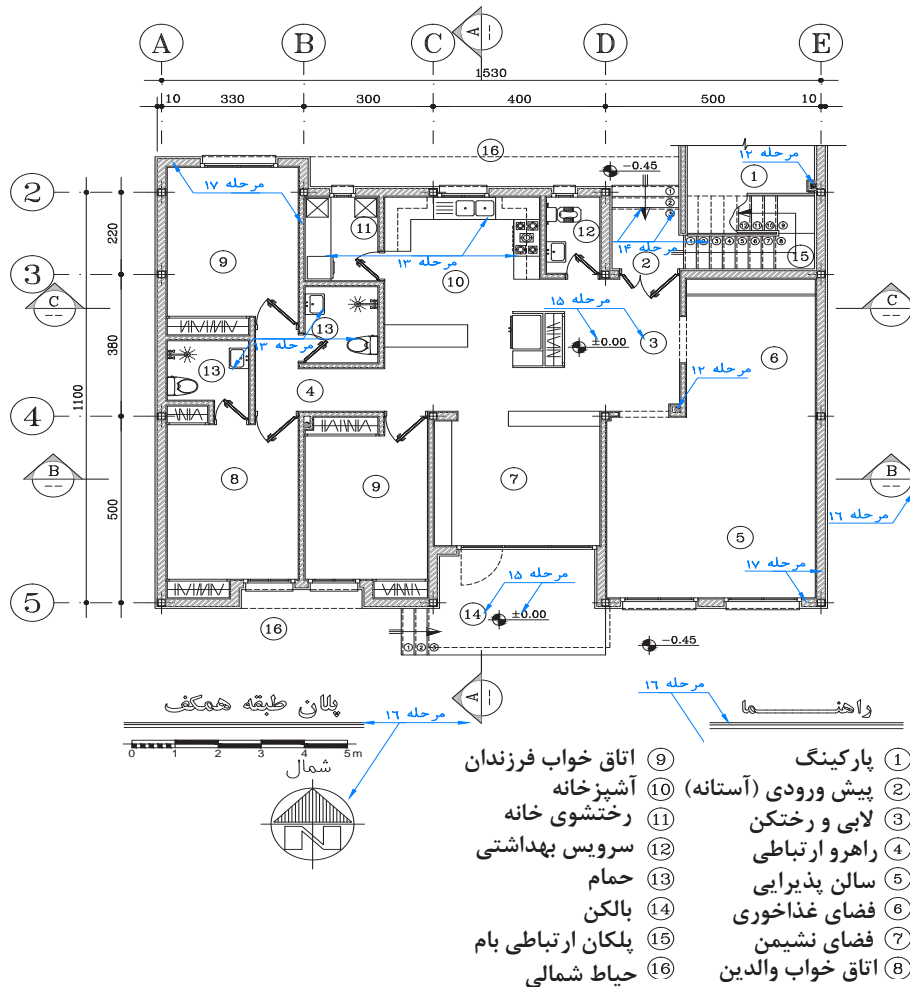 A B C D E
A
1530
10 330 300 400 500 10
16
−0.45
مرحله ۱۲
1
2
مرحله ۱۷
9
11
12
مرحله ۱۳
10
مرحله ۱۴
2
15
220
3
C
C
مرحله ۱۵
±0.00
3
6
13
مرحله ۱۳
13
380
1100
4
مرحله ۱۲
4
B
B
8
9
7
500
مرحله ۱۶
5
مرحله ۱۷
مرحله ۱۵
14
±0.00
5
16
1 2 3
−0.45
A
مرحله ۱۶
پلان طبقه همکف
مرحله ۱۶
راهنما
0 1 2 3 4 5m
شمال
N
1 پارکینگ
2 پیش ورودی (آستانه)
3 لابی و رختکن
4 راهرو ارتباطی
5 سالن پذیرایی
6 فضای غذاخوری
7 فضای نشیمن
8 اتاق خواب والدین
9 اتاق خواب فرزندان
10 آشپزخانه
11 رختشوی خانه
12 سرویس بهداشتی
13 حمام
14 بالکن
15 پلکان ارتباطی بام
16 حیاط شمالی